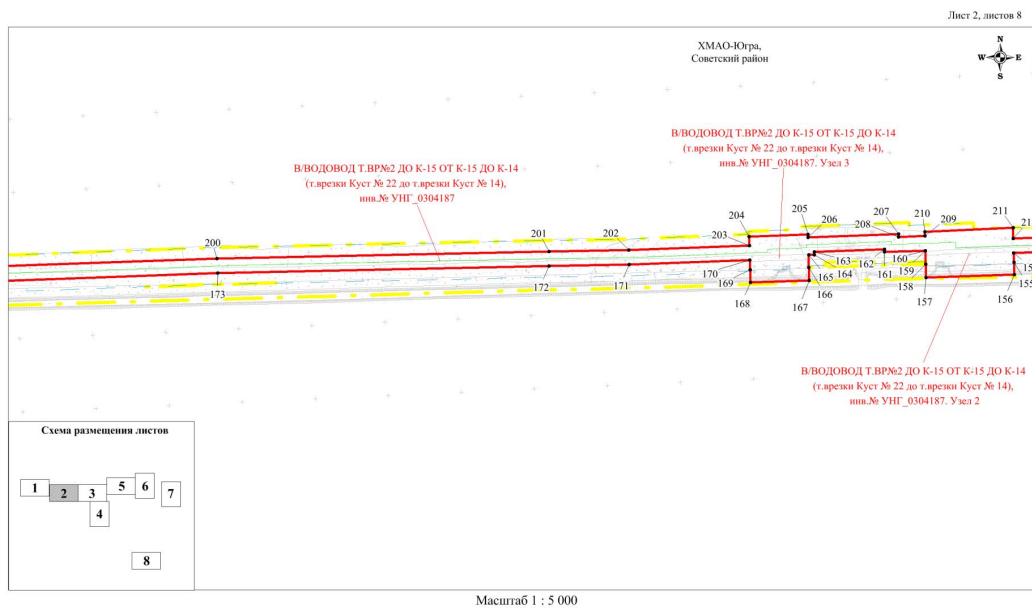 Лист 2, листов 8
ХМАО-Югра,
Советский район
N
W E
S
В/ВОДОВОД Т.ВР№2 ДО К-15 ОТ К-15 ДО К-14
(т.врезки Куст № 22 до т.врезки Куст № 14),
инв.№ УНГ_0304187. Узел 3
В/ВОДОВОД Т.ВР№2 ДО К-15 ОТ К-15 ДО К-14
(т.врезки Куст № 22 до т.врезки Куст № 14),
инв.№ УНГ_0304187
200
201
202
203
204
205
206
207
208
210
209
211
21
173
172
171
170
169
168
167
166
165
164
163
162
161
160
159
158
157
156
155
15
В/ВОДОВОД Т.ВР№2 ДО К-15 ОТ К-15 ДО К-14
(т.врезки Куст № 22 до т.врезки Куст № 14),
инв.№ УНГ_0304187. Узел 2
Схема размещения листов
1
2
3
4
5
6
7
8
Масштаб 1 : 5 000